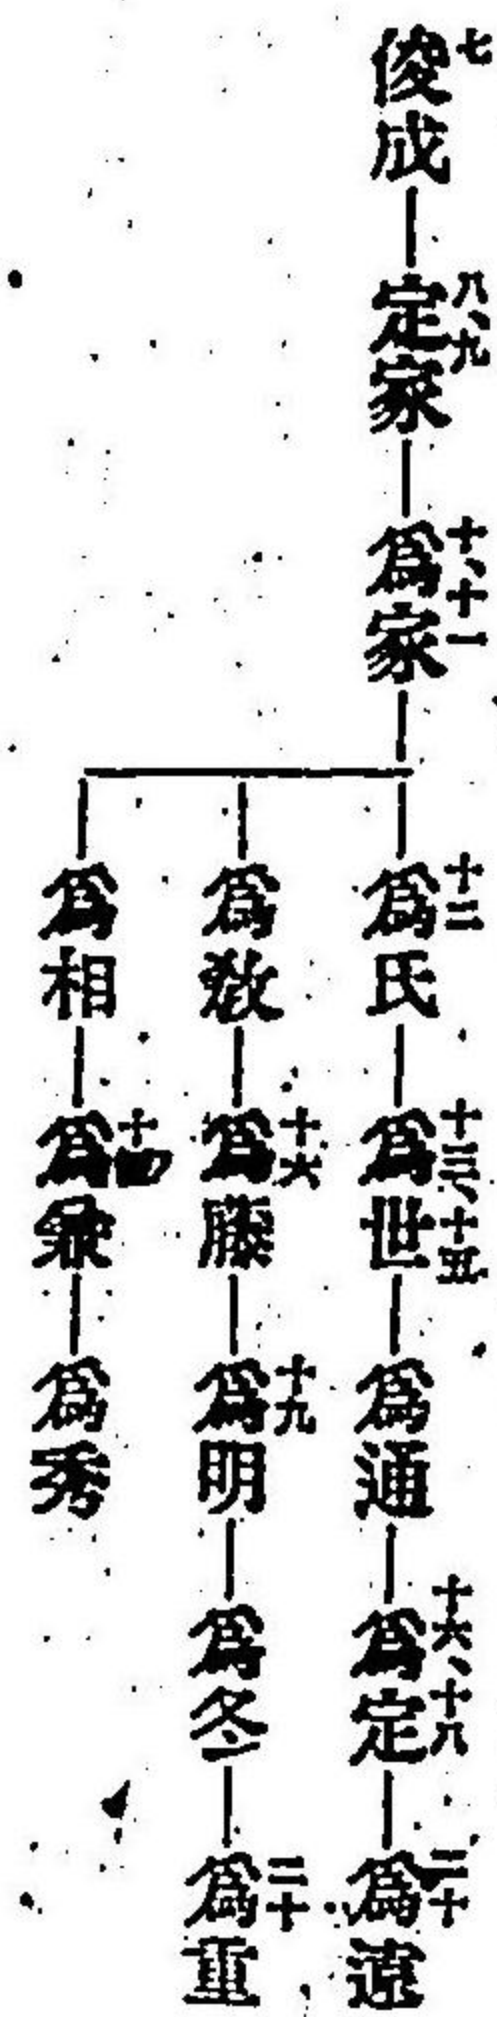 七
俊成
八、九
定家
十、十一
爲家
十二
爲氏
十三、十五
爲世
爲通
十六、十八
爲定
二十
爲遠
爲敎
十六
爲藤
十九
爲明
爲冬
二十
爲重
爲相
十四
爲兼
爲秀